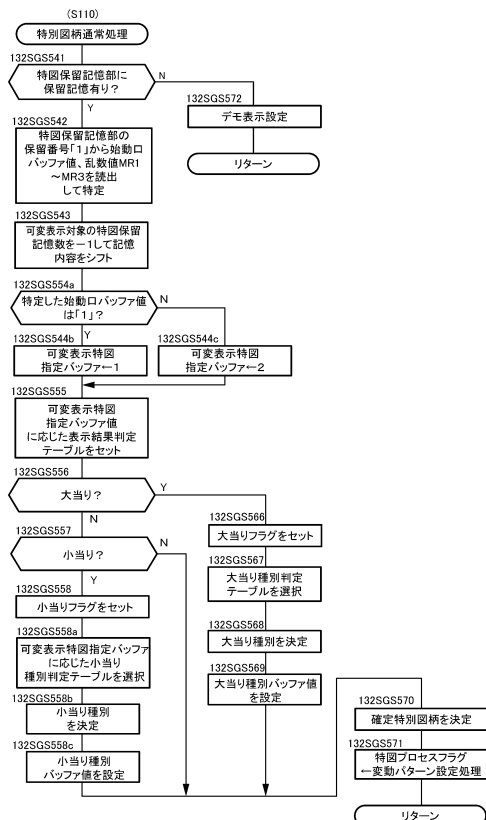 (S110)
特別図柄通常処理
132SGS541
特図保留記憶部に
保留記憶有り？
N
Y
132SGS572
デモ表示設定
リターン
132SGS542
特図保留記憶部の
保留番号「1」から始動口
バッファ値、乱数値MR1
～MR3を読出
して特定
132SGS543
可変表示対象の特図保留
記憶数を－1して記憶
内容をシフト
132SGS554a
特定した始動口バッファ値
は「1」？
N
Y
132SGS544b
可変表示特図
指定バッファ←1
132SGS544c
可変表示特図
指定バッファ←2
132SGS555
可変表示特図
指定バッファ値
に応じた表示結果判定
テーブルをセット
132SGS556
大当り？
Y
N
132SGS557
小当り？
N
Y
132SGS558
小当りフラグをセット
132SGS558a
可変表示特図指定バッファ
に応じた小当り
種別判定テーブルを選択
132SGS558b
小当り種別
を決定
132SGS558c
小当り種別
バッファ値を設定
132SGS566
大当りフラグをセット
132SGS567
大当り種別判定
テーブルを選択
132SGS568
大当り種別を決定
132SGS569
大当り種別バッファ値
を設定
132SGS570
確定特別図柄を決定
132SGS571
特図プロセスフラグ
←変動パターン設定処理
リターン